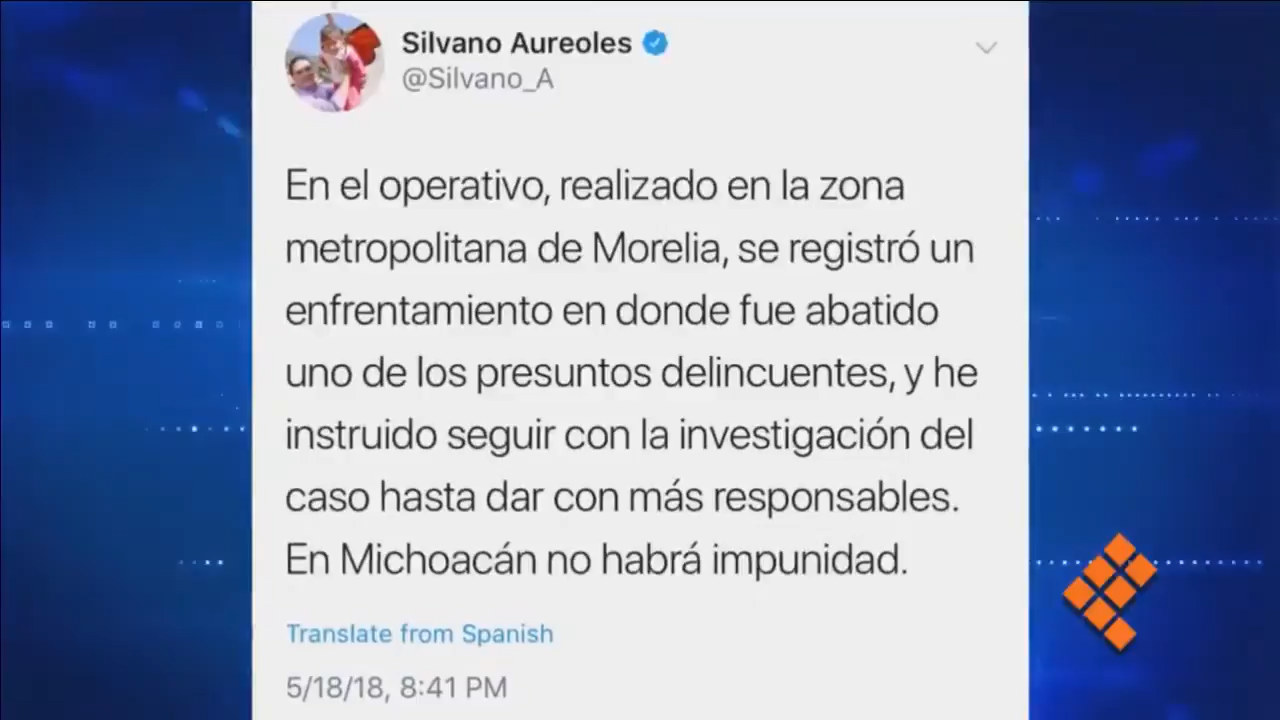 Silvano Aureoles
@Silvano_A
En el operativo, realizado en la zona
metropolitana de Morelia, se registró un
enfrentamiento en donde fue abatido
uno de los presuntos delincuentes, y he
instruido seguir con la investigación del
caso hasta dar con más responsables.
En Michoacán no habrá impunidad.
Translate from Spanish
5/18/18, 8:41 PM